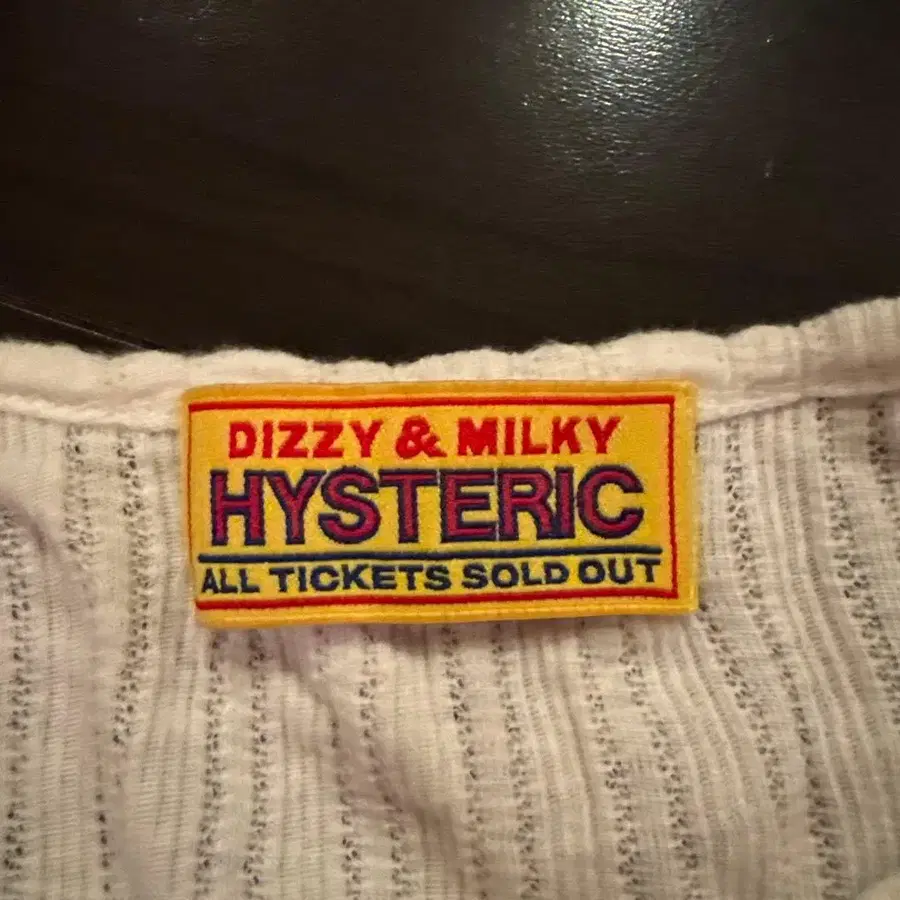 DIZZY & MILKY
HYSTERIC
ALL TICKETS SOLD OUT